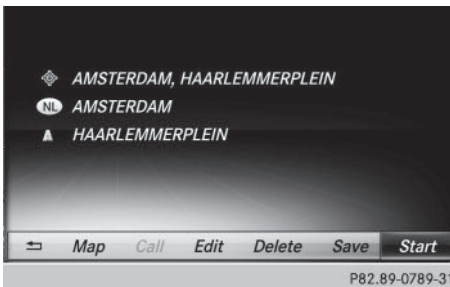 AMSTERDAM, HAARLEMMERPLEIN
NL AMSTERDAM
A HAARLEMMERPLEIN
Map Call Edit Delete Save Start
P82.89-0789-31